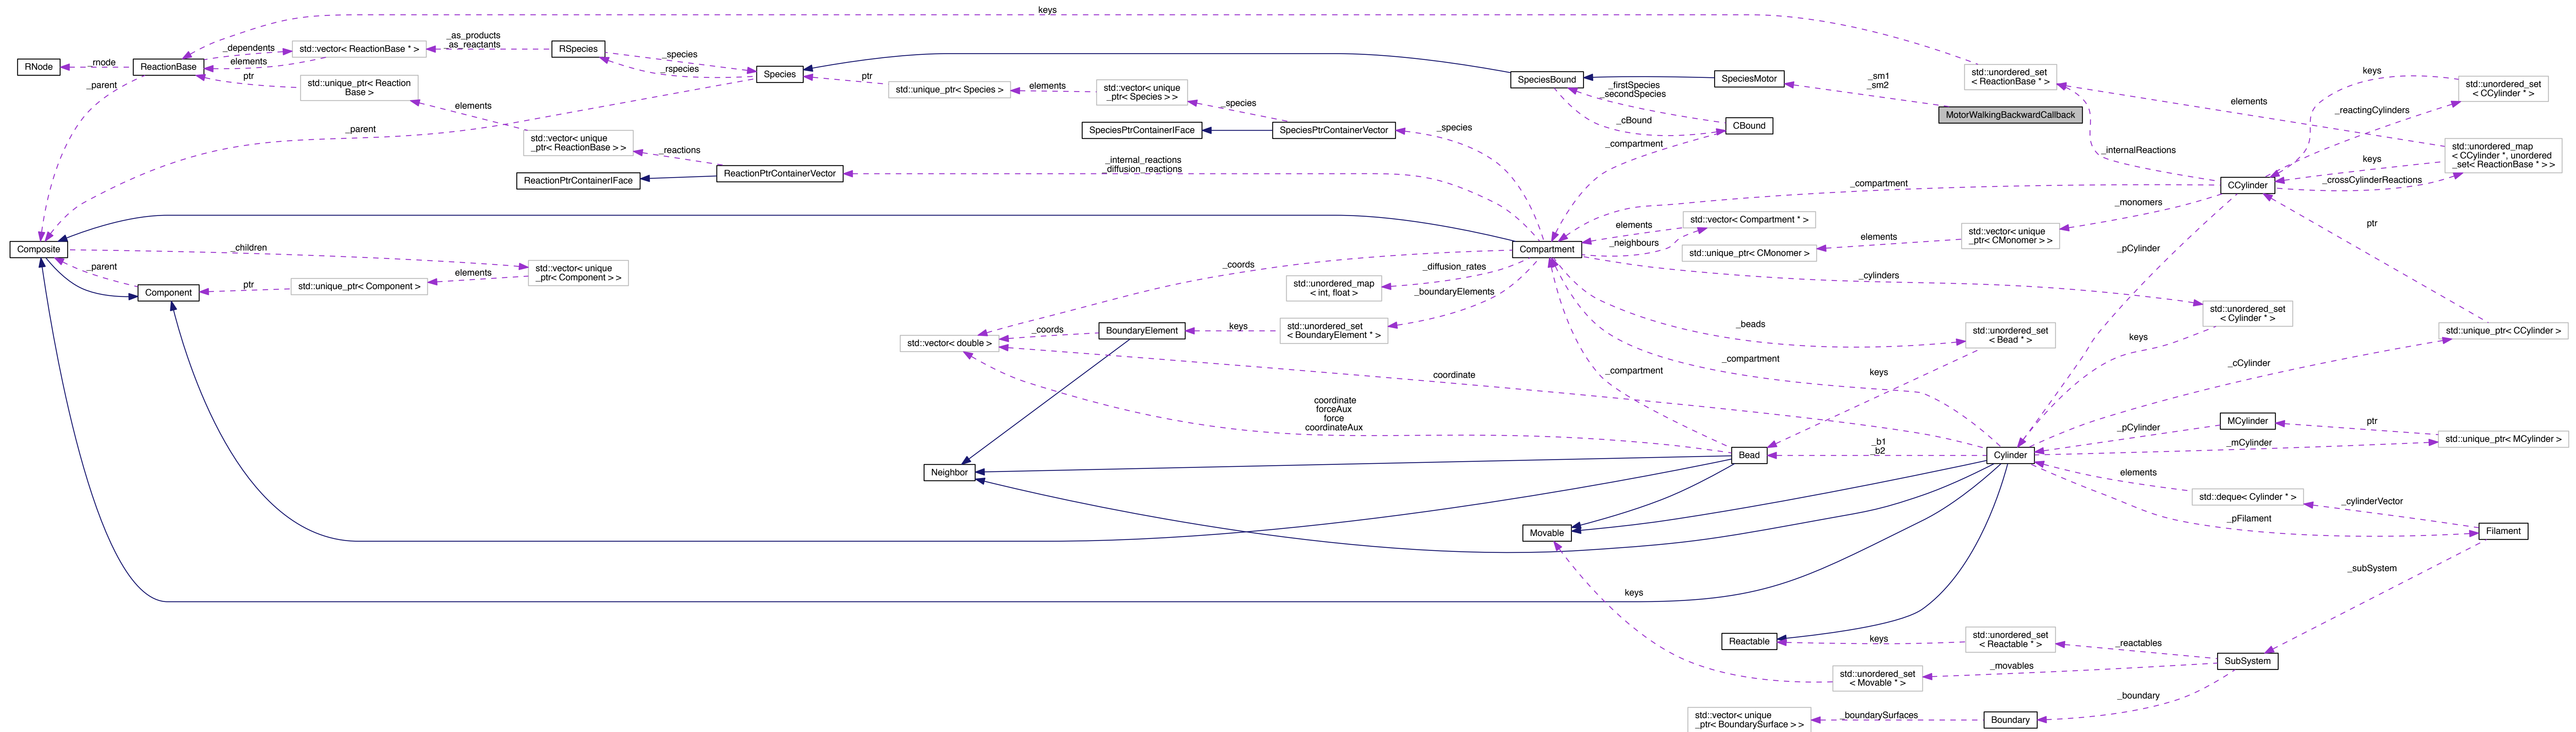 keys
_as_products
_as_reactants
_dependents
std::vector< ReactionBase * >
RSpecies
_species
_rspecies
RNode
_rnode
ReactionBase
elements
ptr
std::unique_ptr< Reaction
Base >
_parent
Species
ptr
std::unique_ptr< Species >
elements
std::vector< unique
_ptr< Species > >
_species
SpeciesBound
SpeciesMotor
_firstSpecies
_secondSpecies
_cBound
CBound
_sm1
_sm2
MotorWalkingBackwardCallback
std::unordered_set
< ReactionBase * >
keys
std::unordered_set
< CCylinder * >
_reactingCylinders
elements
_parent
elements
std::vector< unique
_ptr< ReactionBase > >
_reactions
SpeciesPtrContainerIFace
SpeciesPtrContainerVector
_species
_compartment
_internalReactions
keys
std::unordered_map
< CCylinder *, unordered
_set< ReactionBase * > >
_crossCylinderReactions
ReactionPtrContainerIFace
ReactionPtrContainerVector
_internal_reactions
_diffusion_reactions
_compartment
CCylinder
_monomers
std::vector< Compartment * >
elements
_neighbours
std::unique_ptr< CMonomer >
elements
std::vector< unique
_ptr< CMonomer > >
_pCylinder
ptr
Composite
_children
_parent
Component
ptr
std::unique_ptr< Component >
elements
std::vector< unique
_ptr< Component > >
Compartment
_coords
_diffusion_rates
std::unordered_map
< int, float >
_boundaryElements
_cylinders
std::unordered_set
< Cylinder * >
keys
std::vector< double >
_coords
BoundaryElement
keys
std::unordered_set
< BoundaryElement * >
_beads
std::unordered_set
< Bead * >
keys
std::unique_ptr< CCylinder >
_cCylinder
_compartment
_compartment
coordinate
coordinate
forceAux
force
coordinateAux
MCylinder
ptr
_pCylinder
_mCylinder
std::unique_ptr< MCylinder >
Neighbor
Bead
_b1
_b2
Cylinder
elements
std::deque< Cylinder * >
_cylinderVector
_pFilament
Filament
Movable
_subSystem
keys
Reactable
keys
std::unordered_set
< Reactable * >
_reactables
SubSystem
std::unordered_set
< Movable * >
_movables
_boundary
std::vector< unique
_ptr< BoundarySurface > >
_boundarySurfaces
Boundary